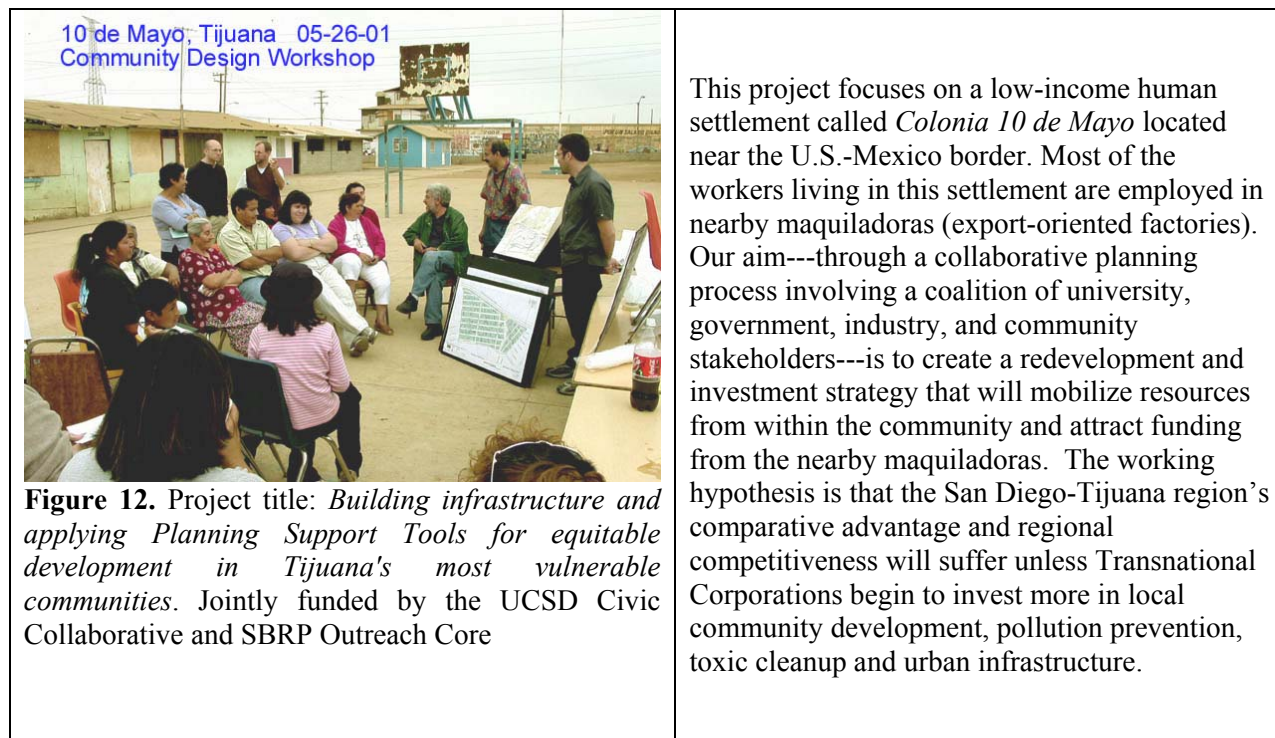 10 de Mayo, Tijuana 05-26-01
Community Design Workshop
Figure 12. Project title: Building infrastructure and
applying Planning Support Tools for equitable
development in Tijuana's most vulnerable
communities. Jointly funded by the UCSD Civic
Collaborative and SBRP Outreach Core
This project focuses on a low-income human
settlement called Colonia 10 de Mayo located
near the U.S.-Mexico border. Most of the
workers living in this settlement are employed in
nearby maquiladoras (export-oriented factories).
Our aim---through a collaborative planning
process involving a coalition of university,
government, industry, and community
stakeholders---is to create a redevelopment and
investment strategy that will mobilize resources
from within the community and attract funding
from the nearby maquiladoras.  The working
hypothesis is that the San Diego-Tijuana region's
comparative advantage and regional
competitiveness will suffer unless Transnational
Corporations begin to invest more in local
community development, pollution prevention,
toxic cleanup and urban infrastructure.